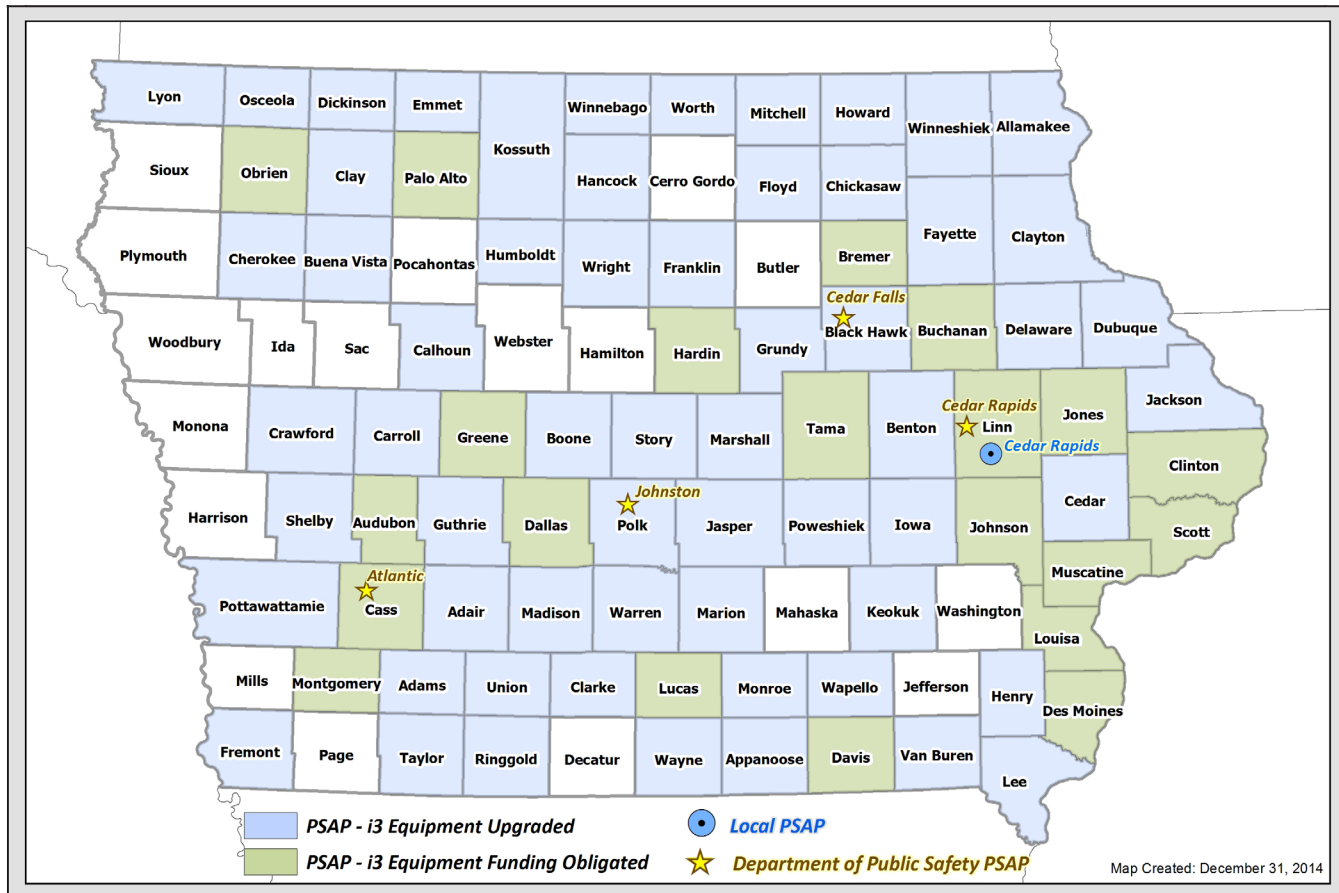 Lyon
Osceola
Dickinson
Emmet
Kossuth
Winnebago
Worth
Mitchell
Howard
Winneshiek
Allamakee
Sioux
Obrien
Clay
Palo Alto
Hancock
Cerro Gordo
Floyd
Chickasaw
Plymouth
Cherokee
Buena Vista
Pocahontas
Humboldt
Wright
Franklin
Butler
Bremer
Fayette
Clayton
Cedar Falls
Woodbury
Ida
Sac
Calhoun
Webster
Hamilton
Hardin
Grundy
Black Hawk
Buchanan
Delaware
Dubuque
Monona
Crawford
Carroll
Greene
Boone
Story
Marshall
Tama
Benton
Cedar Rapids
Linn
Cedar Rapids
Jones
Jackson
Clinton
Harrison
Shelby
Audubon
Guthrie
Dallas
Johnston
Polk
Jasper
Poweshiek
Iowa
Johnson
Cedar
Scott
Muscatine
Pottawattamie
Atlantic
Cass
Adair
Madison
Warren
Marion
Mahaska
Keokuk
Washington
Louisa
Mills
Montgomery
Adams
Union
Clarke
Lucas
Monroe
Wapello
Jefferson
Henry
Des Moines
Fremont
Page
Taylor
Ringgold
Decatur
Wayne
Appanoose
Davis
Van Buren
Lee
PSAP - i3 Equipment Upgraded
Local PSAP
PSAP - i3 Equipment Funding Obligated
Department of Public Safety PSAP
Map Created: December 31, 2014